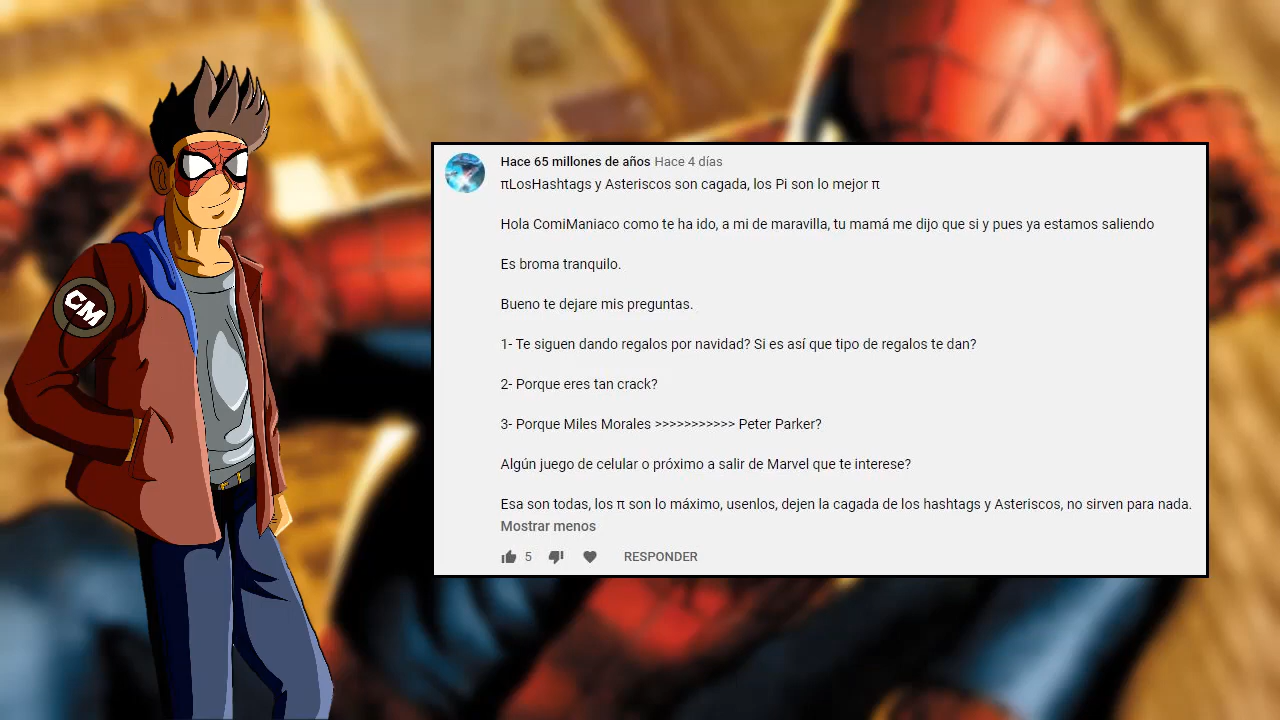 CM
Hace 65 millones de años Hace 4 días
πLosHashtags y Asteriscos son cagada, los Pi son lo mejor π
Hola ComiManiaco como te ha ido, a mi de maravilla, tu mamá me dijo que si y pues ya estamos saliendo
Es broma tranquilo.
Bueno te dejare mis preguntas.
1- Te siguen dando regalos por navidad? Si es así que tipo de regalos te dan?
2- Porque eres tan crack?
3- Porque Miles Morales >>>>>>>>>>> Peter Parker?
Algún juego de celular o próximo a salir de Marvel que te interese?
Esa son todas, los π son lo máximo, usenlos, dejen la cagada de los hashtags y Asteriscos, no sirven para nada.
Mostrar menos
5 RESPONDER